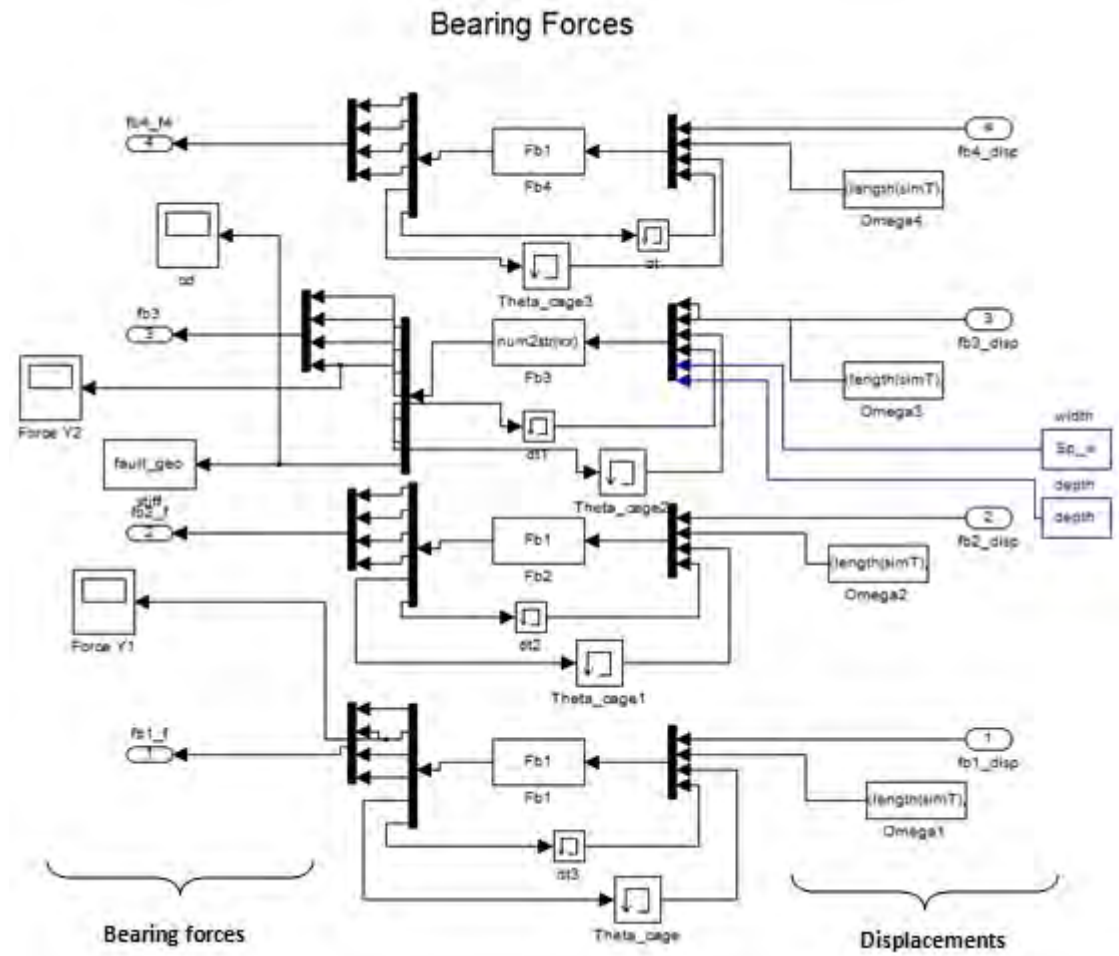 Bearing Forces
fb4_f4
4
Fb1
Fb4
4
fb4_disp
(length(simT),
Omega4
dt
Theta_cage3
sd
fb3
3
num2str(xx)
Fb3
3
fb3_disp
(length(simT),
Omega3
Force Y2
dt1
Theta_cage2
width
Sp_w
depth
depth
fault_geo
stiff
fb2_f
2
Fb1
Fb2
2
fb2_disp
(length(simT),
Omega2
Force Y1
dt2
Theta_cage1
fb1_f
1
Fb1
Fb1
1
fb1_disp
(length(simT),
Omega1
dt3
Theta_cage
Bearing forces
Displacements